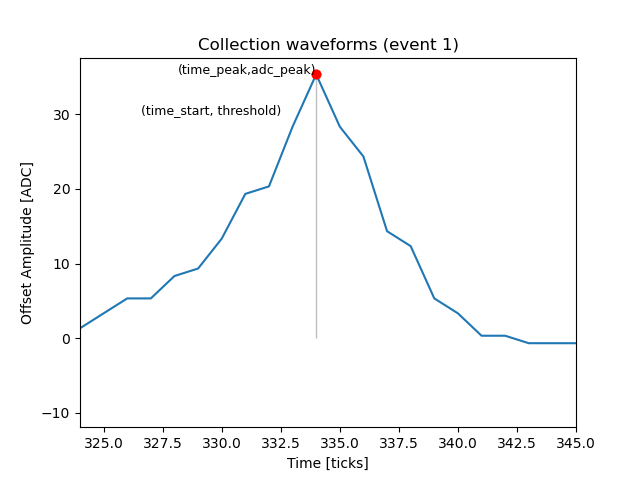 Collection waveforms (event 1)
(time_peak,adc_peak)
(time_start, threshold)
Offset Amplitude [ADC]
30
20
10
0
−10
325.0 327.5 330.0 332.5 335.0 337.5 340.0 342.5 345.0
Time [ticks]